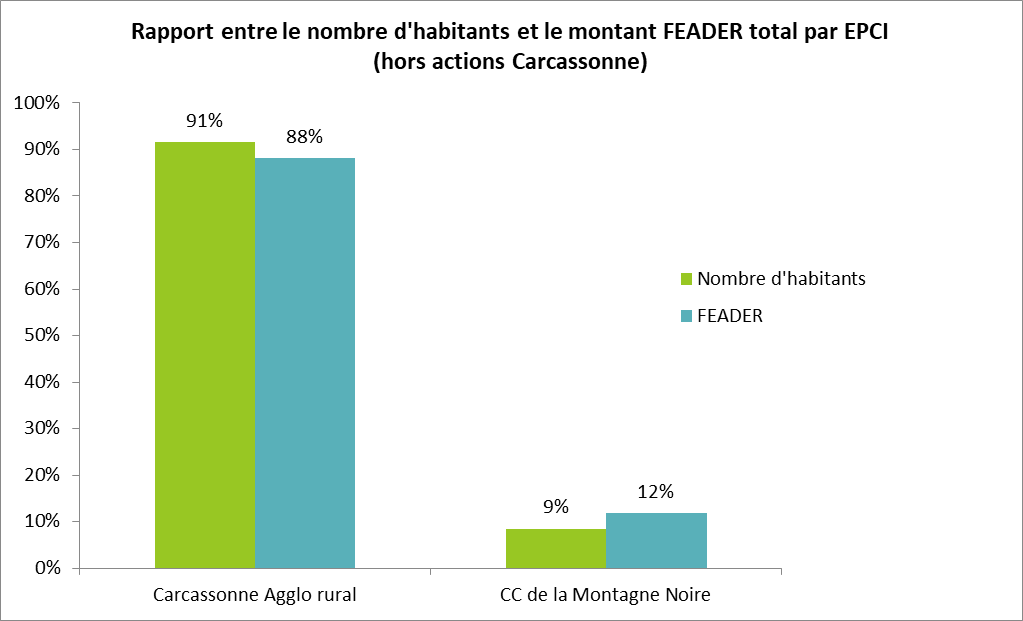 Rapport entre le nombre d'habitants et le montant FEADER total par EPCI
(hors actions Carcassonne)
100%
90%
80%
70%
60%
50%
40%
30%
20%
10%
0%
91%
88%
9%
12%
Carcassonne Agglo rural
CC de la Montagne Noire
Nombre d'habitants
FEADER